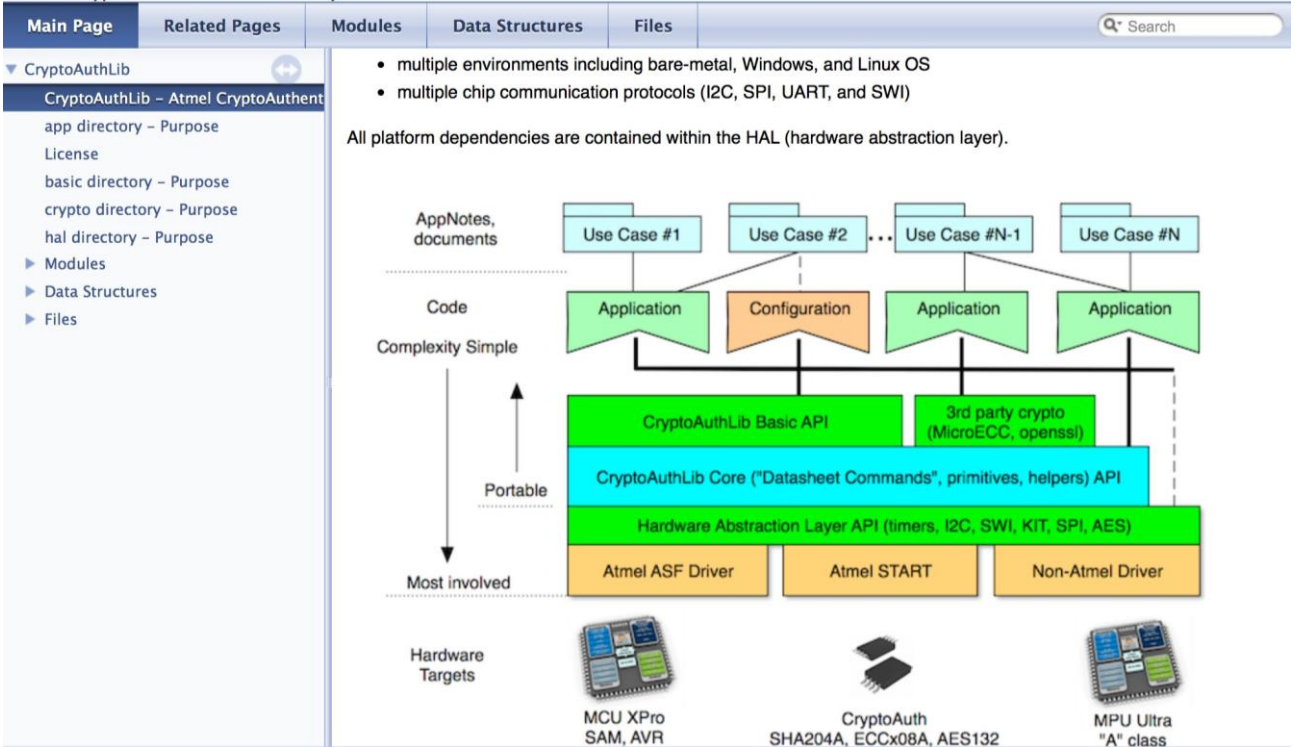 Main Page
Related Pages
Modules
Data Structures
Files
Search
CryptoAuthLib
CryptoAuthLib – Atmel CryptoAuthent
app directory – Purpose
License
basic directory – Purpose
crypto directory – Purpose
hal directory – Purpose
Modules
Data Structures
Files
• multiple environments including bare-metal, Windows, and Linux OS
• multiple chip communication protocols (I2C, SPI, UART, and SWI)
All platform dependencies are contained within the HAL (hardware abstraction layer).
AppNotes,
documents
Use Case #1
Use Case #2
...
Use Case #N-1
Use Case #N
Code
Application
Configuration
Application
Application
Complexity Simple
CryptoAuthLib Basic API
3rd party crypto
(MicroECC, openssl)
CryptoAuthLib Core ("Datasheet Commands", primitives, helpers) API
Portable
Hardware Abstraction Layer API (timers, I2C, SWI, KIT, SPI, AES)
Most involved
Atmel ASF Driver
Atmel START
Non-Atmel Driver
Hardware
Targets
MCU XPro
SAM, AVR
CryptoAuth
SHA204A, ECCx08A, AES132
MPU Ultra
"A" class